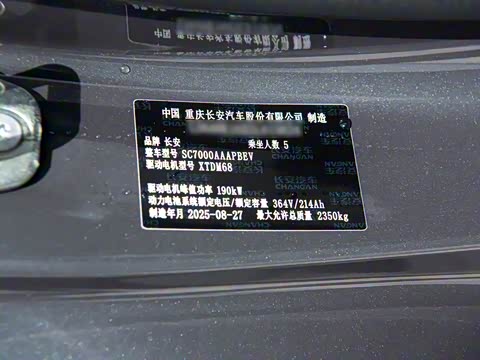 中国 重庆长安汽车股份有限公司 制造
品牌 长安 乘坐人数 5
整车型号 SC7000AAAPBEV
驱动电机型号 XTDM68
驱动电机峰值功率 190kW
动力电池系统额定电压/额定容量 364V/214Ah
制造年月 2025-08-27 最大允许总质量 2350kg